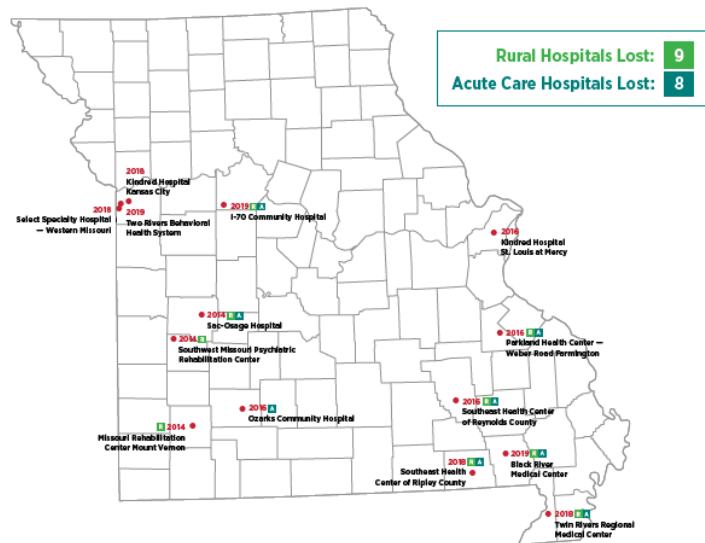 Rural Hospitals Lost: 9
Acute Care Hospitals Lost: 8
2018
Kindred Hospital
Kansas City
2018
Select Specialty Hospital
— Western Missouri
2019
Two Rivers Behavioral
Health System
2019 R A
I-70 Community Hospital
2016
Kindred Hospital
St. Louis at Mercy
2014 R A
Sac-Osage Hospital
2014 R
Southwest Missouri Psychiatric
Rehabilitation Center
2016 R A
Parkland Health Center —
Weber Road Farmington
2016 A
Ozarks Community Hospital
2016 R A
Southeast Health Center
of Reynolds County
R 2014
Missouri Rehabilitation
Center Mount Vernon
2018 R A
Southeast Health
Center of Ripley County
2019 R A
Black River
Medical Center
2018 R A
Twin Rivers Regional
Medical Center